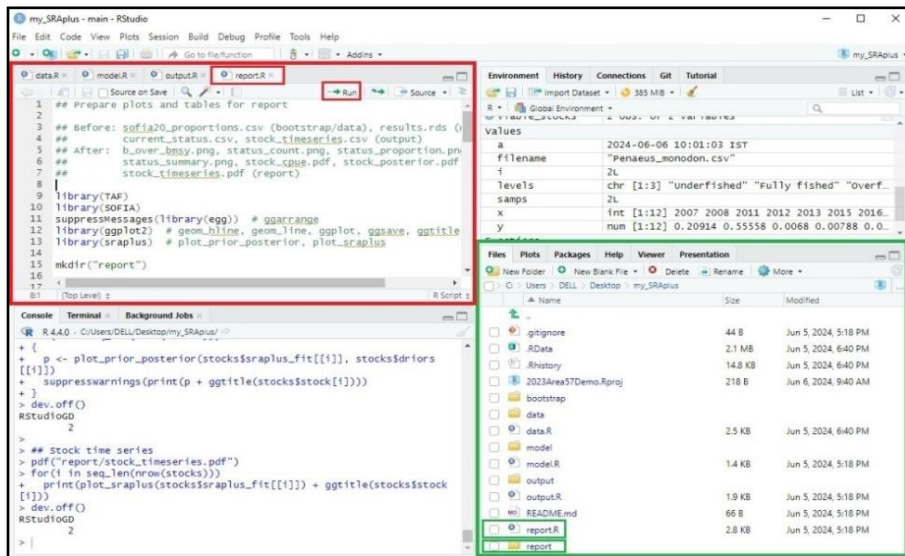 my_SRAplus - main - RStudio
File Edit Code View Plots Session Build Debug Profile Tools Help
Go to file/function
Addins
my_SRAplus
data.R
model.R
output.R
report.R
Source on Save
Run
Source
1 ## Prepare plots and tables for report
2
3 ## Before: sofia20_proportions.csv (bootstrap/data), results.rds (
4 ## current_status.csv, stock_timeseries.csv (output)
5 ## After: b_over_bmsy.png, status_count.png, status_proportion.pn
6 ## status_summary.png, stock_cpue.pdf, stock_posterior.pdf
7 ## stock_timeseries.pdf (report)
8
9 library(TAF)
10 library(SOFIA)
11 suppressMessages(library(egg)) # ggarrange
12 library(ggplot2) # geom_hline, geom_line, ggplot, ggsave, ggtitle
13 library(sraplus) # plot_prior_posterior, plot_sraplus
14
15 mkdir("report")
16
17
8:1 (Top Level)
R Script
Console Terminal Background Jobs
R 4.4.0 · C:/Users/DELL/Desktop/my_SRAplus/
+ {
+ p <- plot_prior_posterior(stocks$sraplus_fit[[i]], stocks$driors
[[i]])
+ suppressWarnings(print(p + ggtitle(stocks$stock[i])))
+ }
> dev.off()
RStudioGD
2
>
> ## Stock time series
> pdf("report/stock_timeseries.pdf")
> for(i in seq_len(nrow(stocks)))
+ print(plot_sraplus(stocks$sraplus_fit[[i]]) + ggtitle(stocks$stock
[i]))
> dev.off()
RStudioGD
2
>
Environment History Connections Git Tutorial
Import Dataset 385 MiB List
R Global Environment
viable_stocks 2 obs. of 2 variables
Values
a 2024-06-06 10:01:03 IST
filename "Penaeus_monodon.csv"
i 2L
levels chr [1:3] "Underfished" "Fully fished" "Overf…
samps 2L
x int [1:12] 2007 2008 2011 2012 2013 2015 2016…
y num [1:12] 0.20914 0.55558 0.0068 0.00788 0.0…
Files Plots Packages Help Viewer Presentation
New Folder New Blank File Delete Rename More
C: Users DELL Desktop my_SRAplus
Name Size Modified
..
.gitignore 44 B Jun 5, 2024, 5:18 PM
.RData 2.1 MB Jun 5, 2024, 6:40 PM
.Rhistory 14.8 KB Jun 5, 2024, 6:40 PM
2023Area57Demo.Rproj 218 B Jun 6, 2024, 9:40 AM
bootstrap
data
data.R 2.5 KB Jun 5, 2024, 6:40 PM
model
model.R 1.4 KB Jun 5, 2024, 5:18 PM
output
output.R 1.9 KB Jun 5, 2024, 5:18 PM
README.md 66 B Jun 5, 2024, 5:18 PM
report.R 2.8 KB Jun 5, 2024, 5:18 PM
report